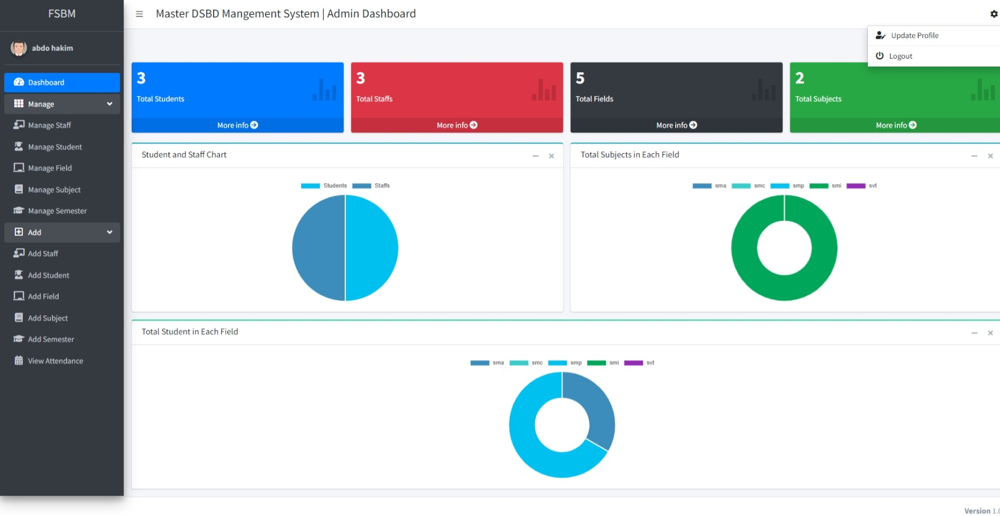 FSBM
Master DSBD Mangement System | Admin Dashboard
Update Profile
Logout
abdo hakim
Dashboard
Manage
Manage Staff
Manage Student
Manage Field
Manage Subject
Manage Semester
Add
Add Staff
Add Student
Add Field
Add Subject
Add Semester
View Attendance
3
Total Students
More info
3
Total Staffs
More info
5
Total Fields
More info
2
Total Subjects
More info
Student and Staff Chart
Students Staffs
Total Subjects in Each Field
sma smc smp smi svt
Total Student in Each Field
sma smc smp smi svt
Version 1.